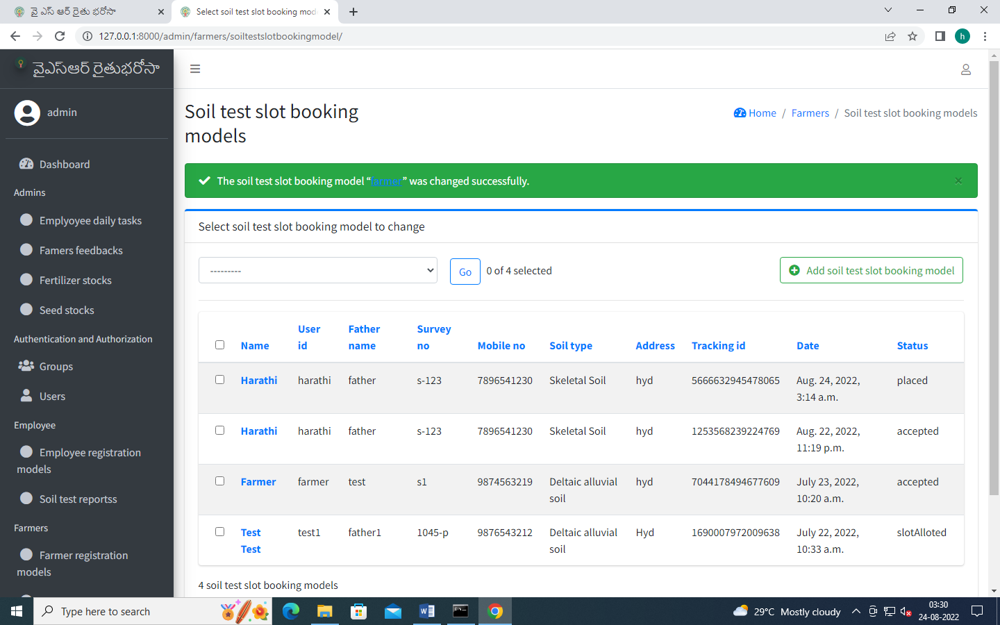 వై ఎస్ ఆర్ రైతు భరోసా
Select soil test slot booking mod
127.0.0.1:8000/admin/farmers/soiltestslotbookingmodel/
h
వైఎస్ఆర్ రైతుభరోసా
admin
Dashboard
Admins
Emplyoyee daily tasks
Famers feedbacks
Fertilizer stocks
Seed stocks
Authentication and Authorization
Groups
Users
Employee
Employee registration
models
Soil test reportss
Farmers
Farmer registration
models
Soil test slot booking
models
Home / Farmers / Soil test slot booking models
The soil test slot booking model “farmer” was changed successfully.
Select soil test slot booking model to change
---------
Go
0 of 4 selected
Add soil test slot booking model
Name User id Father name Survey no Mobile no Soil type Address Tracking id Date Status
Harathi harathi father s-123 7896541230 Skeletal Soil hyd 5666632945478065 Aug. 24, 2022, 3:14 a.m. placed
Harathi harathi father s-123 7896541230 Skeletal Soil hyd 1253568239224769 Aug. 22, 2022, 11:19 p.m. accepted
Farmer farmer test s1 9874563219 Deltaic alluvial soil hyd 7044178494677609 July 23, 2022, 10:20 a.m. accepted
Test Test test1 father1 1045-p 9876543212 Deltaic alluvial soil Hyd 1690007972009638 July 22, 2022, 10:33 a.m. slotAlloted
4 soil test slot booking models
Type here to search
29°C Mostly cloudy
03:30
24-08-2022